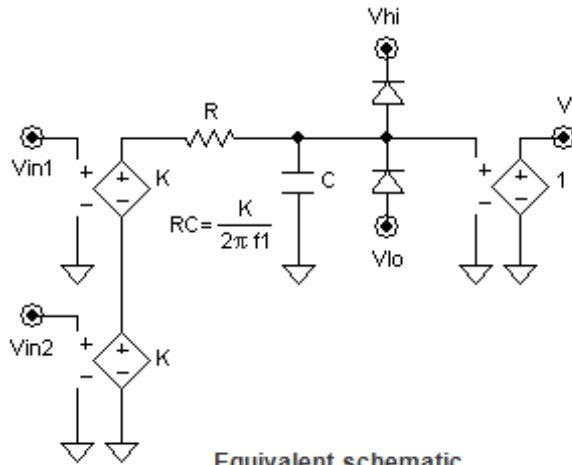 Vhi
R
V
Vin1
+
+
−
−
K
C
RC= K / 2π f1
Vlo
+
−
+
−
1
Vin2
+
−
+
−
K
Equivalent schematic